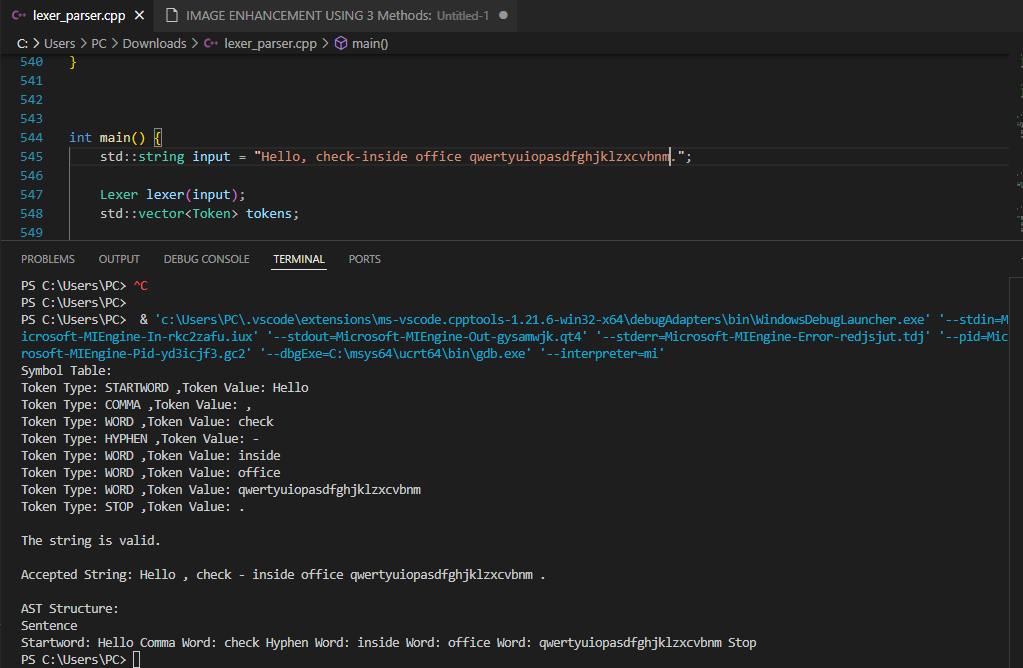 lexer_parser.cpp
IMAGE ENHANCEMENT USING 3 Methods: Untitled-1
C: > Users > PC > Downloads > lexer_parser.cpp > main()
540 }
541
542
543
544 int main() {
545 std::string input = "Hello, check-inside office qwertyuiopasdfghjklzxcvbnm.";
546
547 Lexer lexer(input);
548 std::vector<Token> tokens;
549
PROBLEMS OUTPUT DEBUG CONSOLE TERMINAL PORTS
PS C:\Users\PC> ^C
PS C:\Users\PC>
PS C:\Users\PC>  & 'c:\Users\PC\.vscode\extensions\ms-vscode.cpptools-1.21.6-win32-x64\debugAdapters\bin\WindowsDebugLauncher.exe' '--stdin=M
icrosoft-MIEngine-In-rkc2zafu.iux' '--stdout=Microsoft-MIEngine-Out-gysamwjk.qt4' '--stderr=Microsoft-MIEngine-Error-redjsjut.tdj' '--pid=Mic
rosoft-MIEngine-Pid-yd3icjf3.gc2' '--dbgExe=C:\msys64\ucrt64\bin\gdb.exe' '--interpreter=mi'
Symbol Table:
Token Type: STARTWORD ,Token Value: Hello
Token Type: COMMA ,Token Value: ,
Token Type: WORD ,Token Value: check
Token Type: HYPHEN ,Token Value: -
Token Type: WORD ,Token Value: inside
Token Type: WORD ,Token Value: office
Token Type: WORD ,Token Value: qwertyuiopasdfghjklzxcvbnm
Token Type: STOP ,Token Value: .
The string is valid.
Accepted String: Hello , check - inside office qwertyuiopasdfghjklzxcvbnm .
AST Structure:
Sentence
Startword: Hello Comma Word: check Hyphen Word: inside Word: office Word: qwertyuiopasdfghjklzxcvbnm Stop
PS C:\Users\PC>